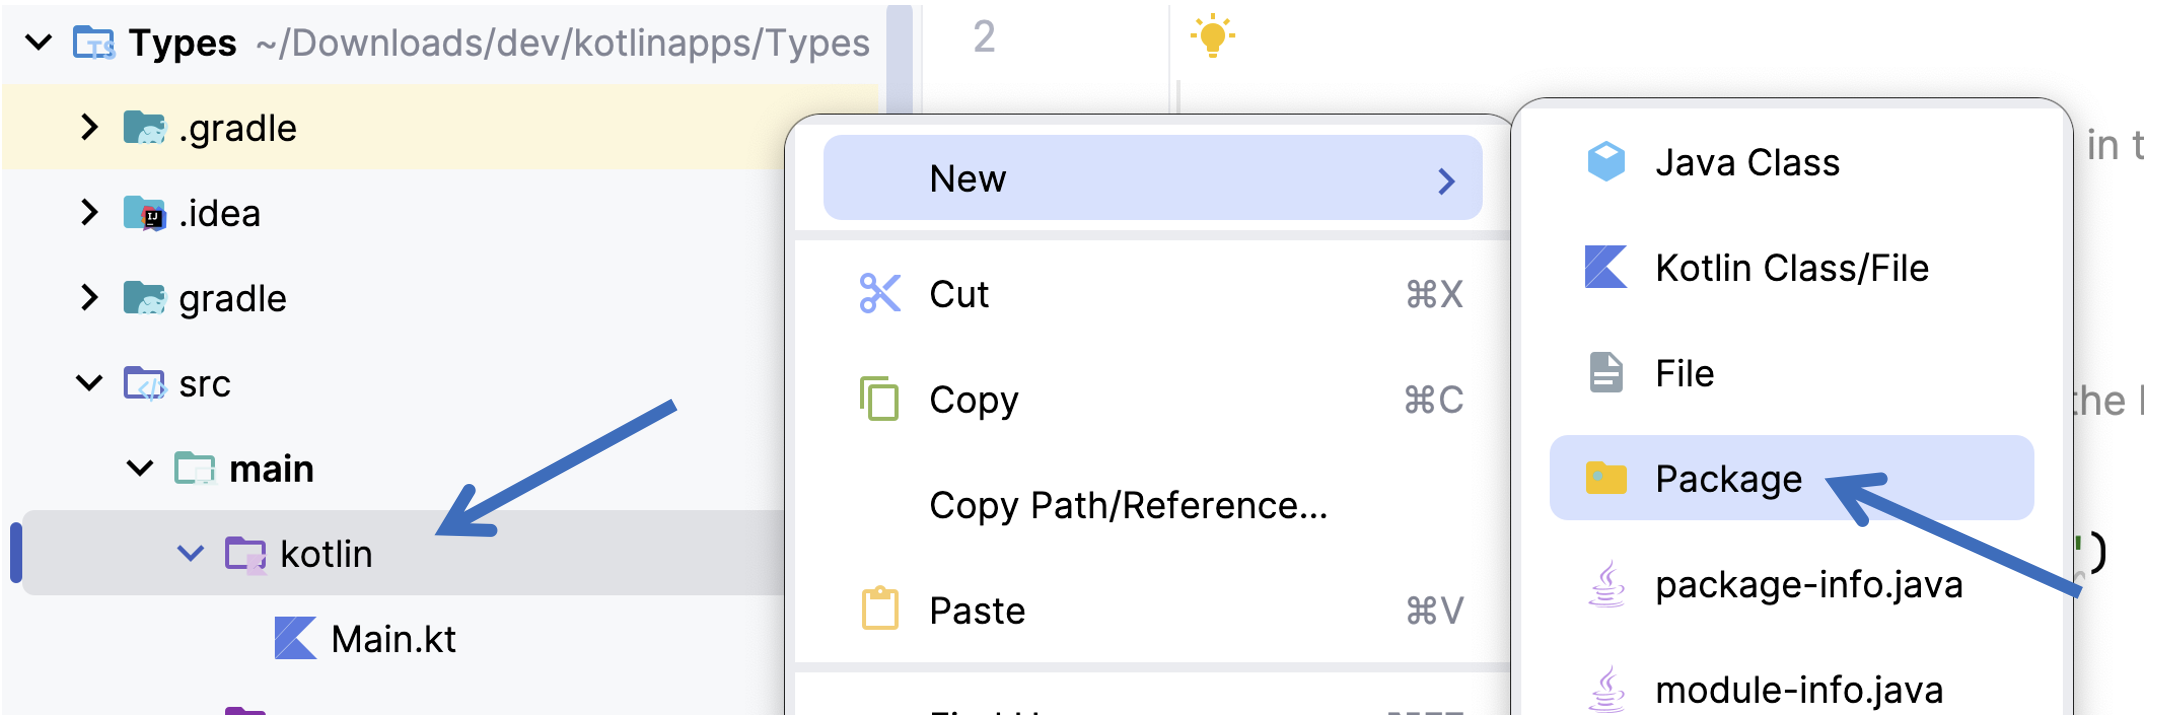 Types ~/Downloads/dev/kotlinapps/Types
.gradle
.idea
gradle
src
main
kotlin
Main.kt
2
New
Cut ⌘X
Copy ⌘C
Copy Path/Reference...
Paste ⌘V
Java Class
Kotlin Class/File
File
Package
package-info.java
module-info.java
in t
the
")